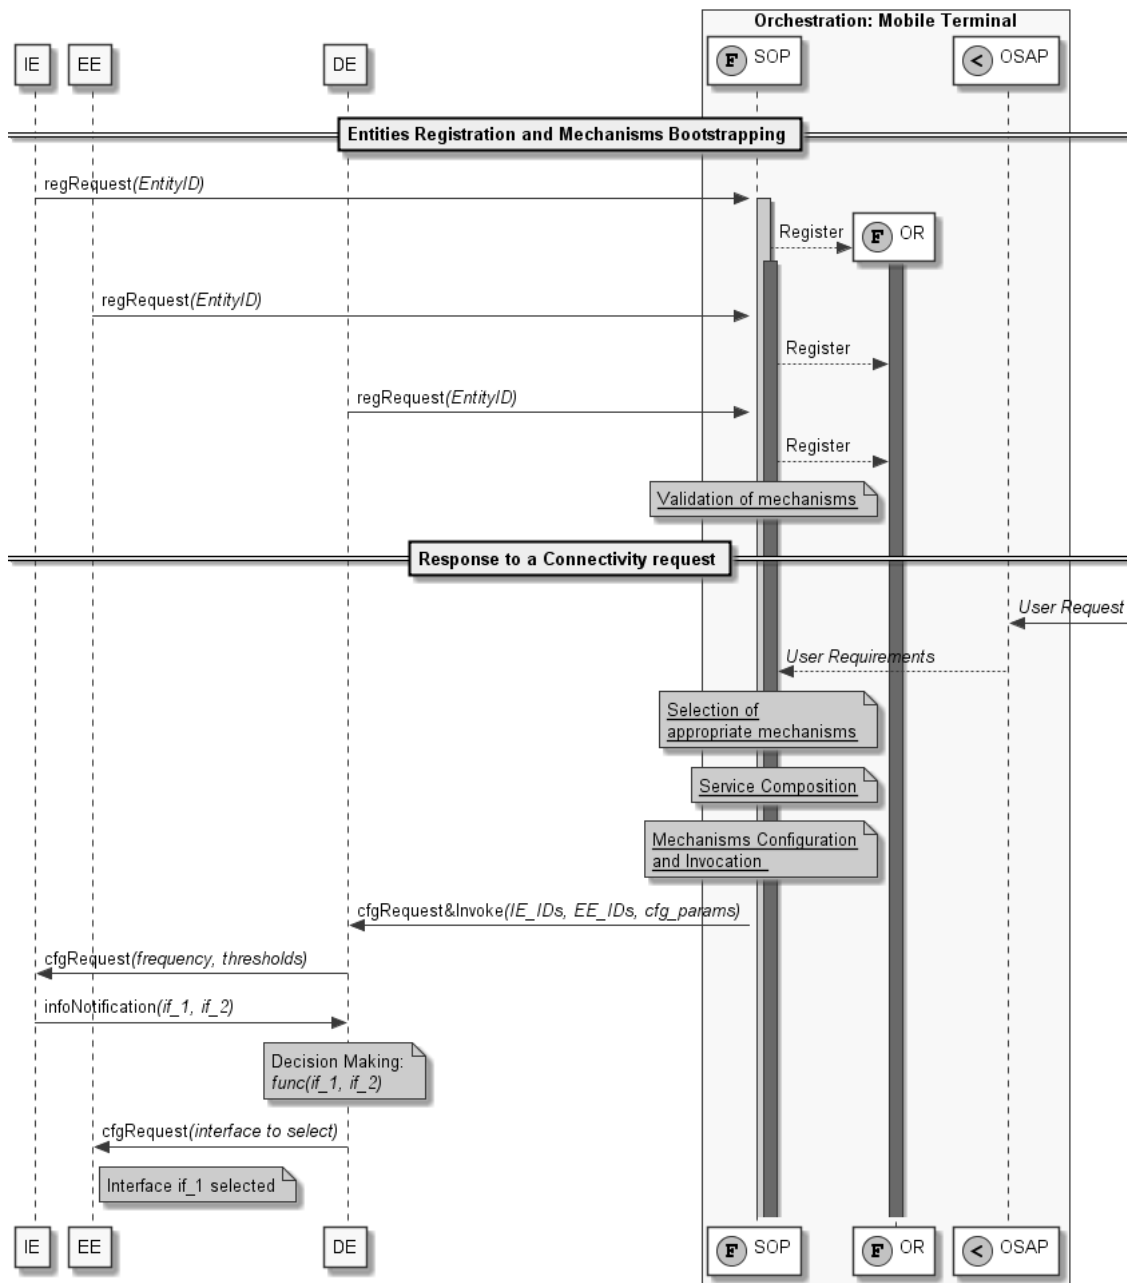 Orchestration: Mobile Terminal
IE
EE
DE
F SOP
< OSAP
Entities Registration and Mechanisms Bootstrapping
regRequest(EntityID)
Register
F OR
regRequest(EntityID)
Register
regRequest(EntityID)
Register
Validation of mechanisms
Response to a Connectivity request
User Request
User Requirements
Selection of
appropriate mechanisms
Service Composition
Mechanisms Configuration
and Invocation
cfgRequest&Invoke(IE_IDs, EE_IDs, cfg_params)
cfgRequest(frequency, thresholds)
infoNotification(if_1, if_2)
Decision Making:
func(if_1, if_2)
cfgRequest(interface to select)
Interface if_1 selected
IE
EE
DE
F SOP
F OR
< OSAP